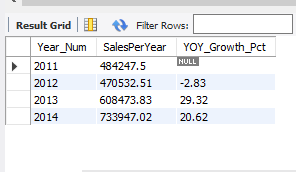 Result Grid Filter Rows:
Year_Num SalesPerYear YOY_Growth_Pct
2011 484247.5 NULL
2012 470532.51 -2.83
2013 608473.83 29.32
2014 733947.02 20.62